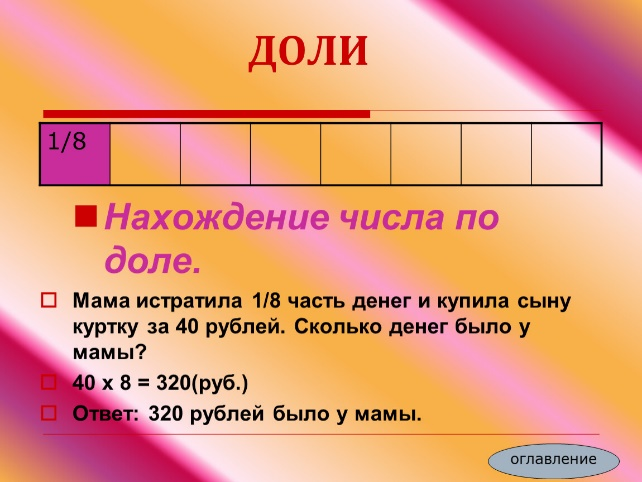 ДОЛИ
1/8
Нахождение числа по
доле.
Мама истратила 1/8 часть денег и купила сыну
куртку за 40 рублей. Сколько денег было у
мамы?
40 х 8 = 320(руб.)
Ответ: 320 рублей было у мамы.
оглавление